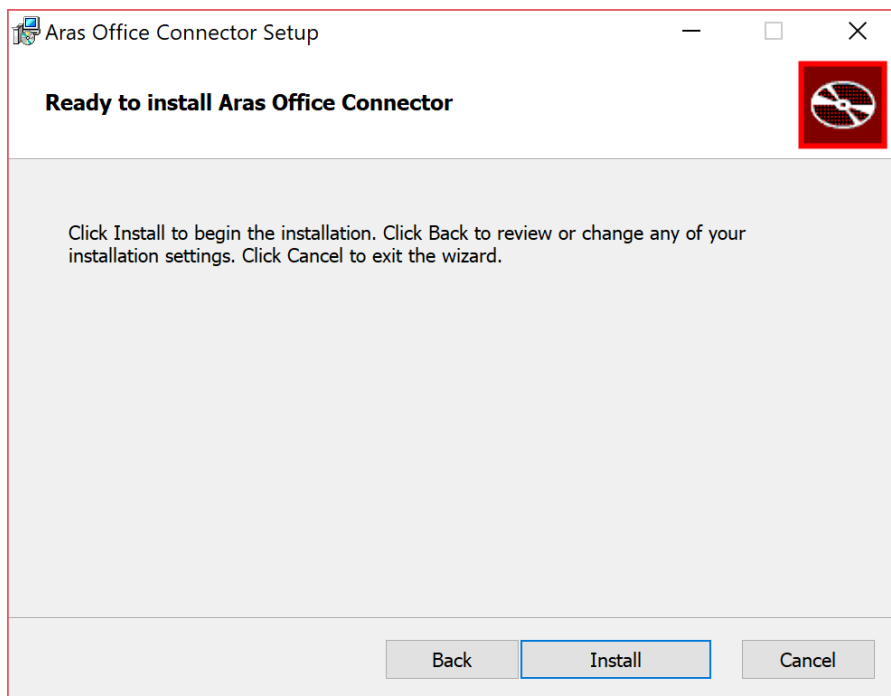 Aras Office Connector Setup
Ready to install Aras Office Connector
Click Install to begin the installation. Click Back to review or change any of your
installation settings. Click Cancel to exit the wizard.
Back Install Cancel